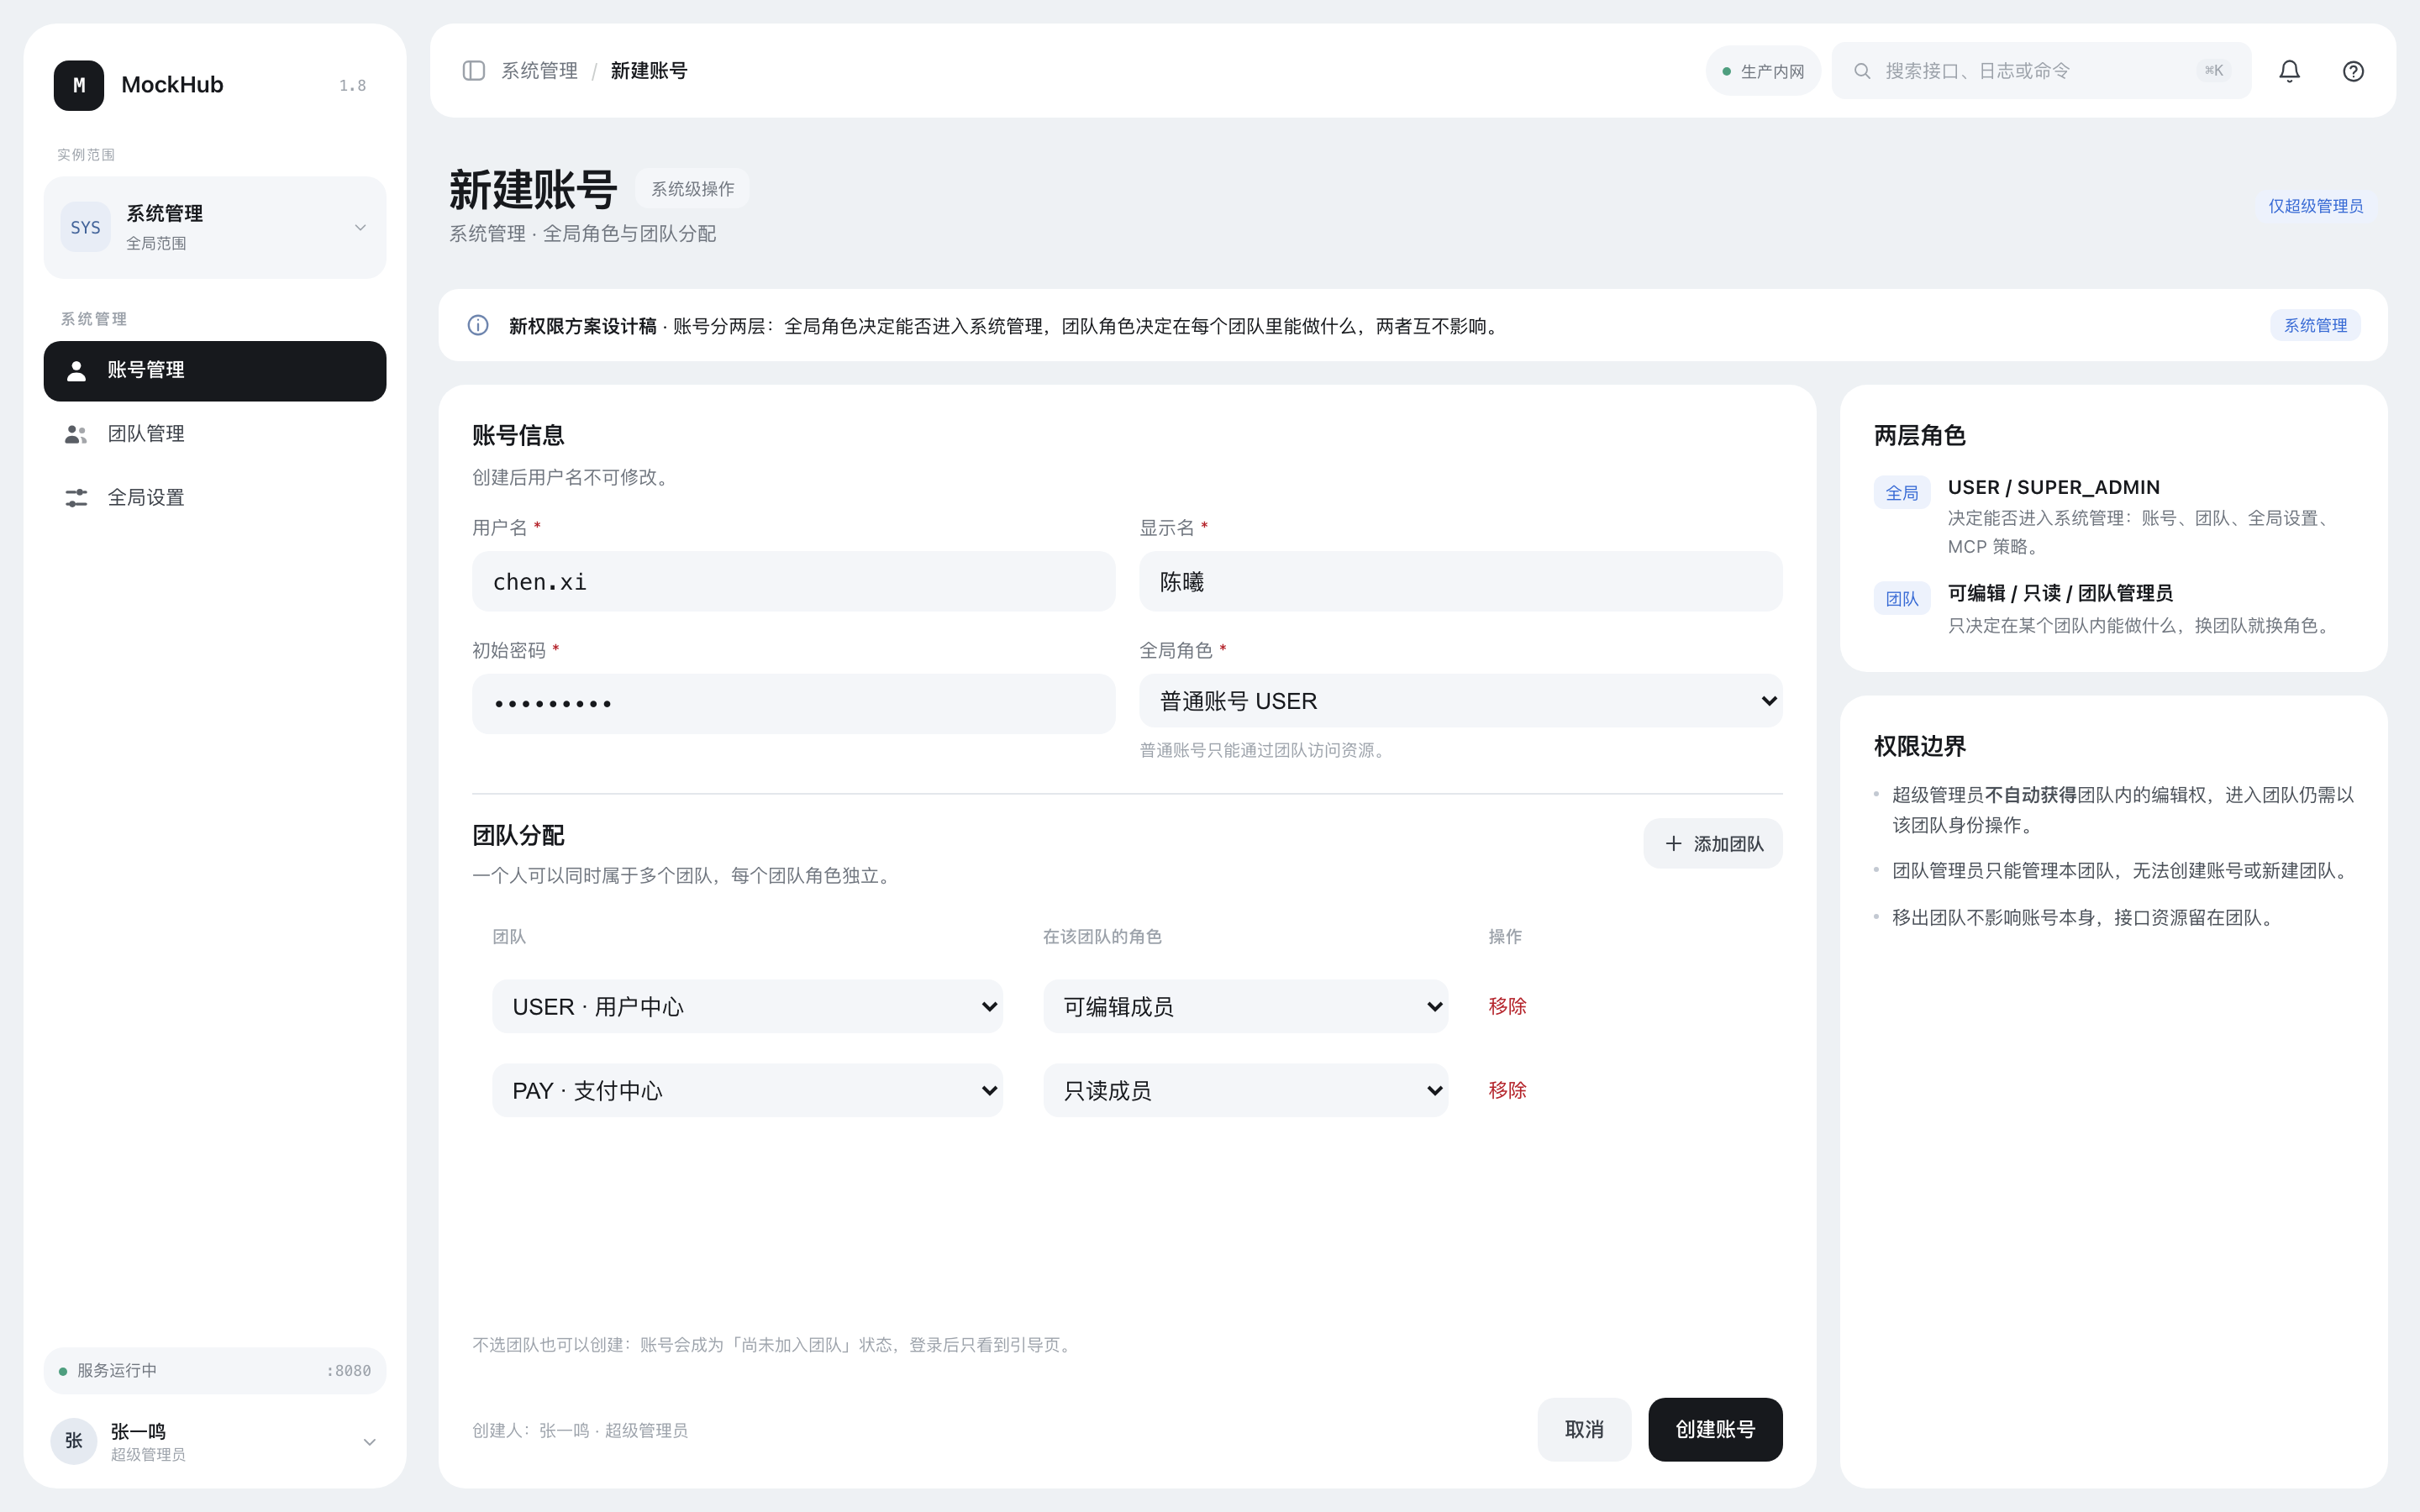 M MockHub 1.8
实例范围
SYS 系统管理
全局范围
系统管理
账号管理
团队管理
全局设置
服务运行中 :8080
张 张一鸣
超级管理员
系统管理 / 新建账号
生产内网
搜索接口、日志或命令 ⌘K
新建账号 系统级操作
系统管理 · 全局角色与团队分配
仅超级管理员
新权限方案设计稿 · 账号分两层：全局角色决定能否进入系统管理，团队角色决定在每个团队里能做什么，两者互不影响。 系统管理
账号信息
创建后用户名不可修改。
用户名 * 显示名 *
chen.xi 陈曦
初始密码 * 全局角色 *
••••••••• 普通账号 USER
普通账号只能通过团队访问资源。
团队分配
添加团队
一个人可以同时属于多个团队，每个团队角色独立。
团队 在该团队的角色 操作
USER · 用户中心 可编辑成员 移除
PAY · 支付中心 只读成员 移除
不选团队也可以创建：账号会成为「尚未加入团队」状态，登录后只看到引导页。
创建人：张一鸣 · 超级管理员
取消 创建账号
两层角色
全局 USER / SUPER_ADMIN
决定能否进入系统管理：账号、团队、全局设置、
MCP 策略。
团队 可编辑 / 只读 / 团队管理员
只决定在某个团队内能做什么，换团队就换角色。
权限边界
超级管理员不自动获得团队内的编辑权，进入团队仍需以
该团队身份操作。
团队管理员只能管理本团队，无法创建账号或新建团队。
移出团队不影响账号本身，接口资源留在团队。